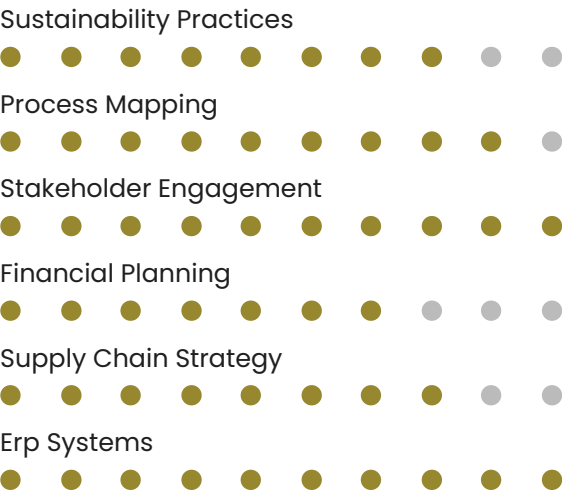 Sustainability Practices
Process Mapping
Stakeholder Engagement
Financial Planning
Supply Chain Strategy
Erp Systems